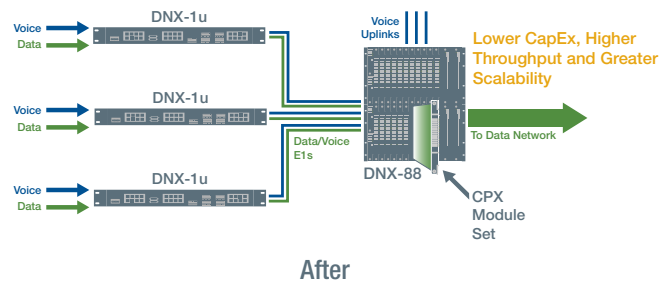 DNX-1u
Voice
Data
DNX-1u
Voice
Data
DNX-1u
Voice
Data
Data/Voice
E1s
Voice
Uplinks
DNX-88
Lower CapEx, Higher
Throughput and Greater
Scalability
To Data Network
CPX
Module
Set
After